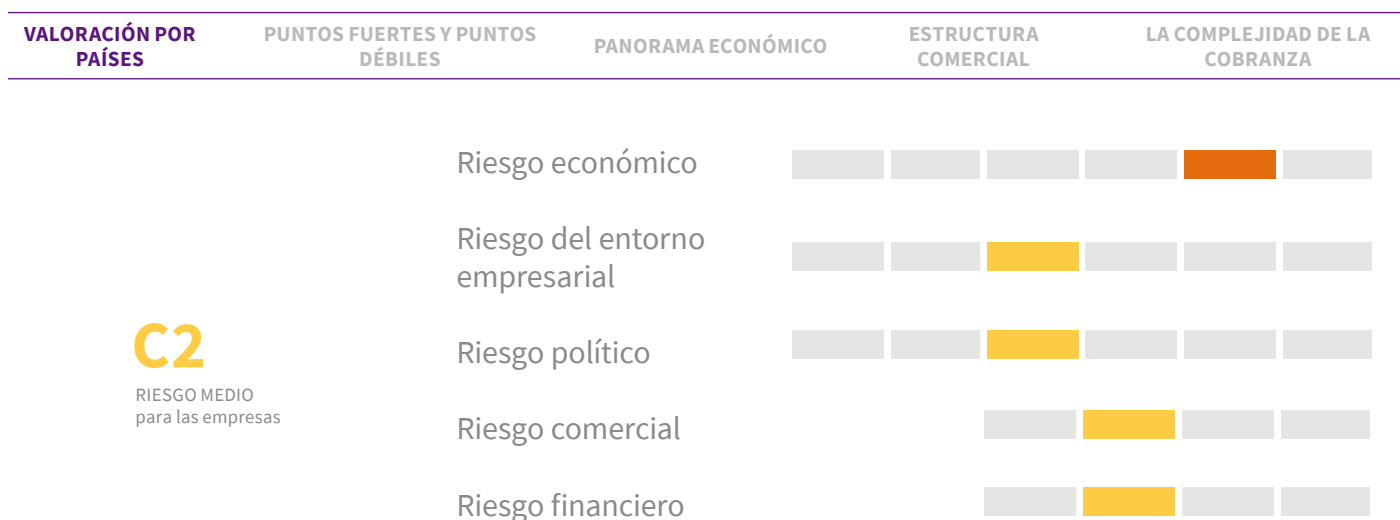 VALORACIÓN POR
PAÍSES
PUNTOS FUERTES Y PUNTOS
DÉBILES
PANORAMA ECONÓMICO
ESTRUCTURA
COMERCIAL
LA COMPLEJIDAD DE LA
COBRANZA
Riesgo económico
Riesgo del entorno
empresarial
C2
RIESGO MEDIO
para las empresas
Riesgo político
Riesgo comercial
Riesgo financiero